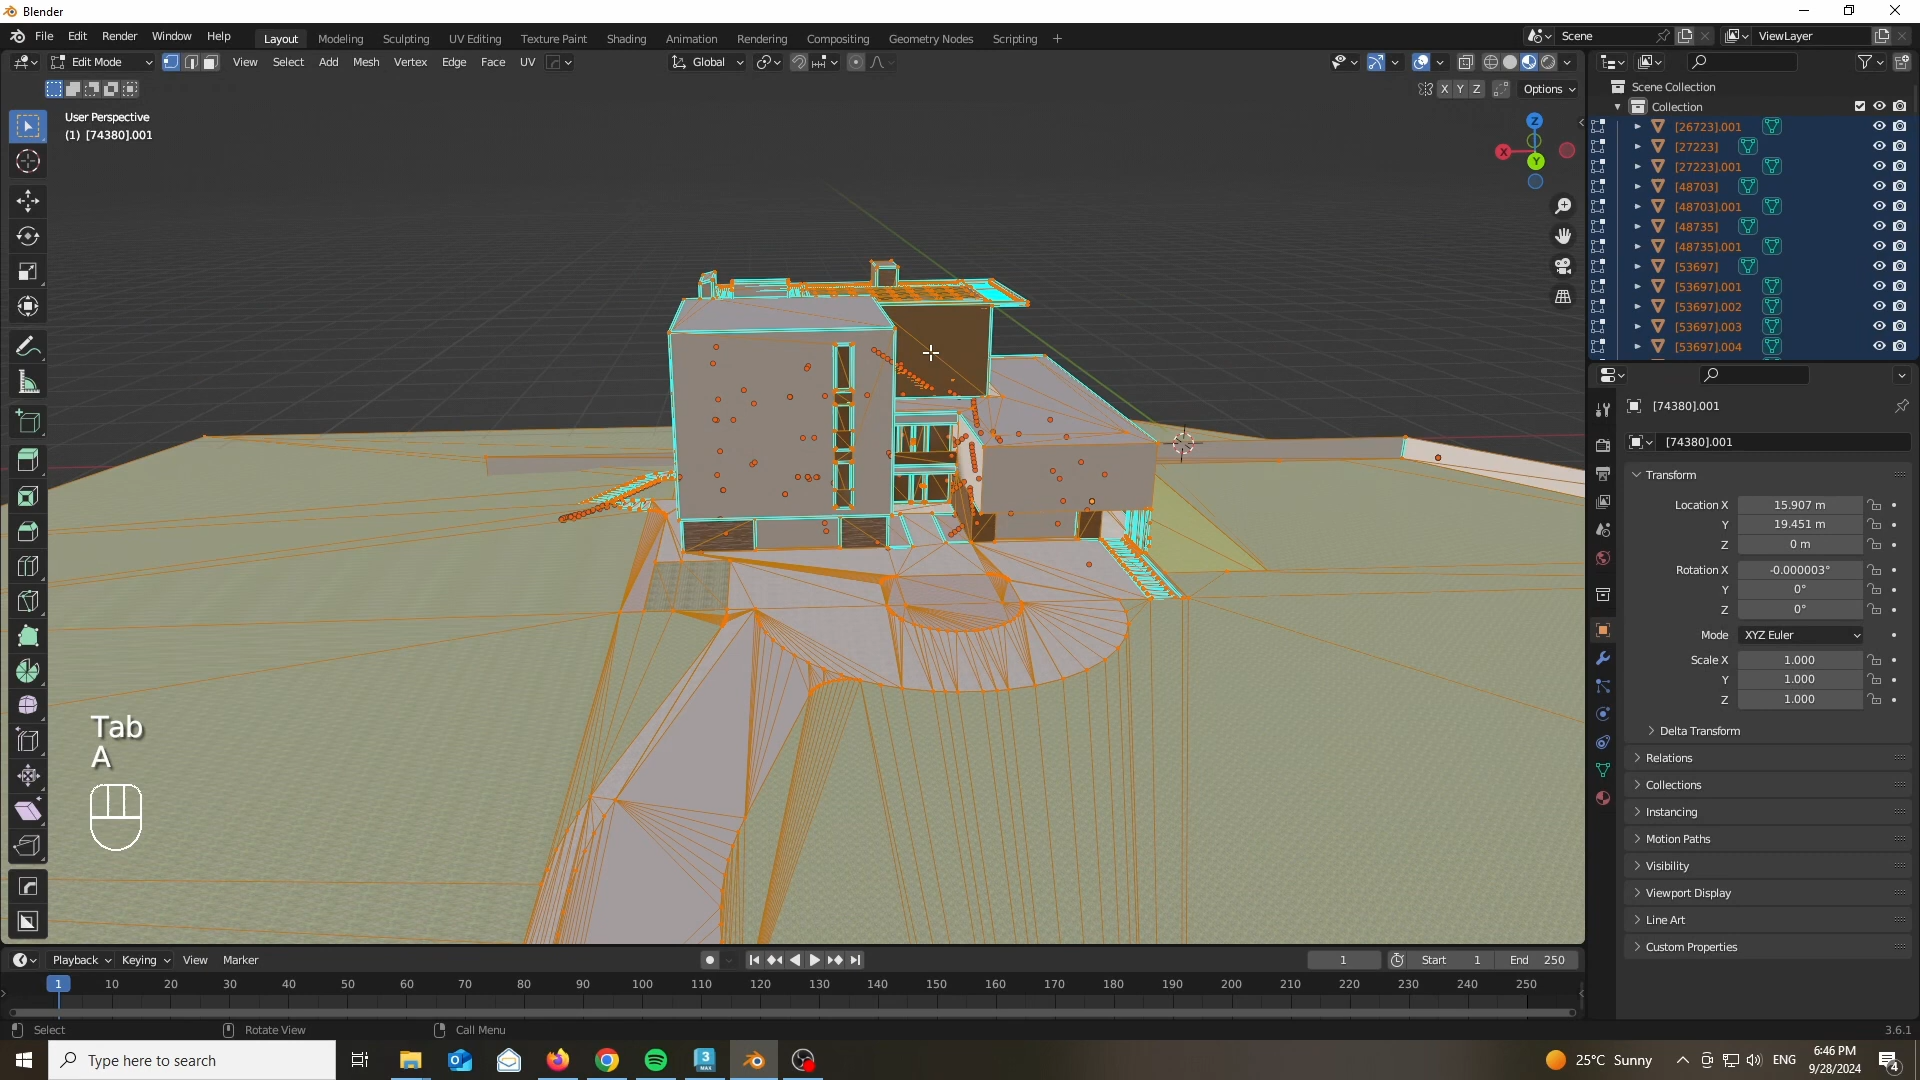 Blender
File Edit Render Window Help Layout Modeling Sculpting UV Editing Texture Paint Shading Animation Rendering Compositing Geometry Nodes Scripting + Scene ViewLayer
Edit Mode View Select Add Mesh Vertex Edge Face UV Global
X Y Z Options
User Perspective
(1) [74380].001
Z
X
Y
Scene Collection
Collection
[26723].001
[27223]
[27223].001
[48703]
[48703].001
[48735]
[48735].001
[53697]
[53697].001
[53697].002
[53697].003
[53697].004
[74380].001
[74380].001
Transform
Location X 15.907 m
Y 19.451 m
Z 0 m
Rotation X -0.000003°
Y 0°
Z 0°
Mode XYZ Euler
Scale X 1.000
Y 1.000
Z 1.000
Delta Transform
Relations
Collections
Instancing
Motion Paths
Visibility
Viewport Display
Line Art
Custom Properties
Tab
A
Playback Keying View Marker 1 Start 1 End 250
1 10 20 30 40 50 60 70 80 90 100 110 120 130 140 150 160 170 180 190 200 210 220 230 240 250
Select Rotate View Call Menu 3.6.1
Type here to search 3 MAX 25°C Sunny ENG 6:46 PM
9/28/2024 4